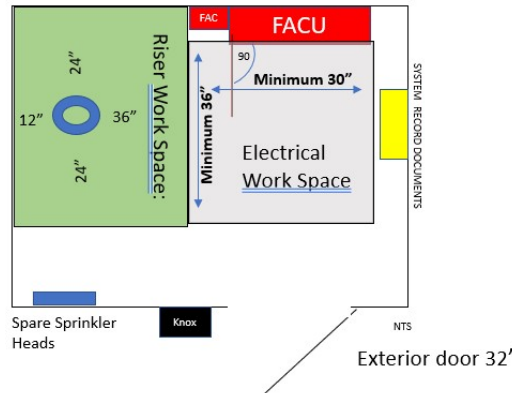 FAC
FACU
90
Minimum 30”
Minimum 36”
Riser Work Space:
24”
12”
36”
24”
Electrical
Work Space
SYSTEM RECORD DOCUMENTS
Spare Sprinkler
Heads
Knox
NTS
Exterior door 32’